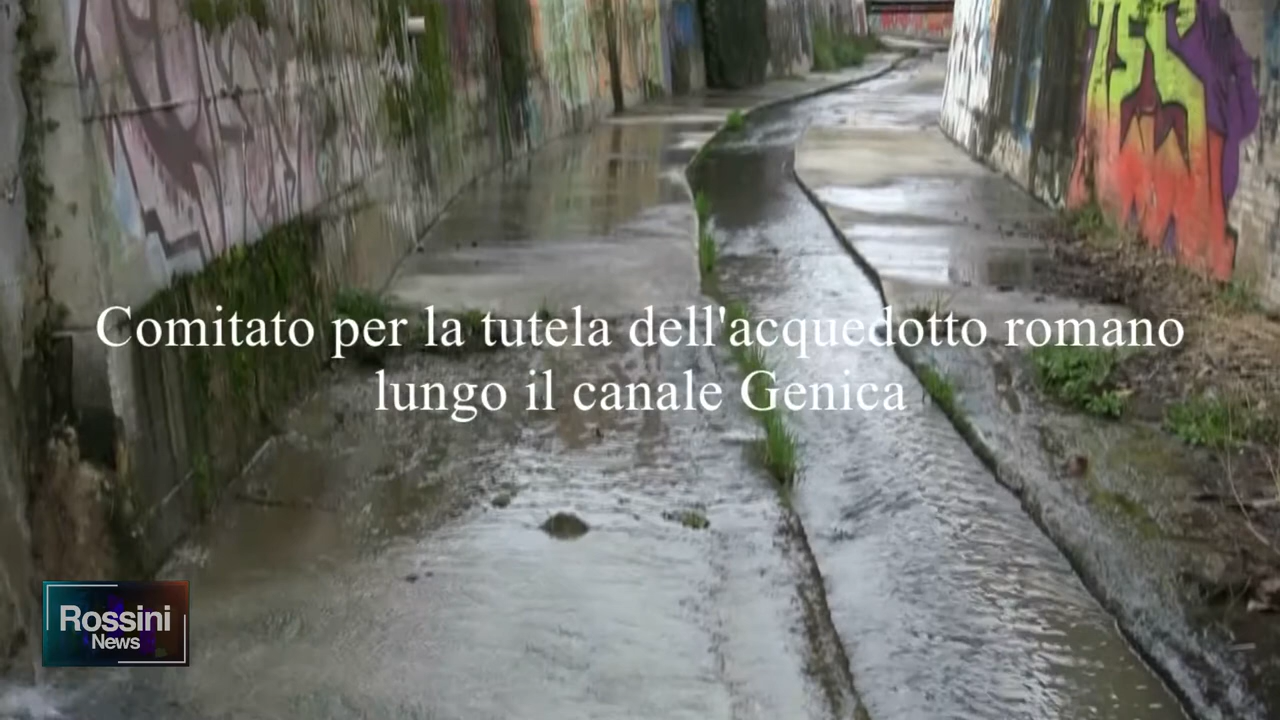 Comitato per la tutela dell'acquedotto romano
lungo il canale Genica
Rossini
News